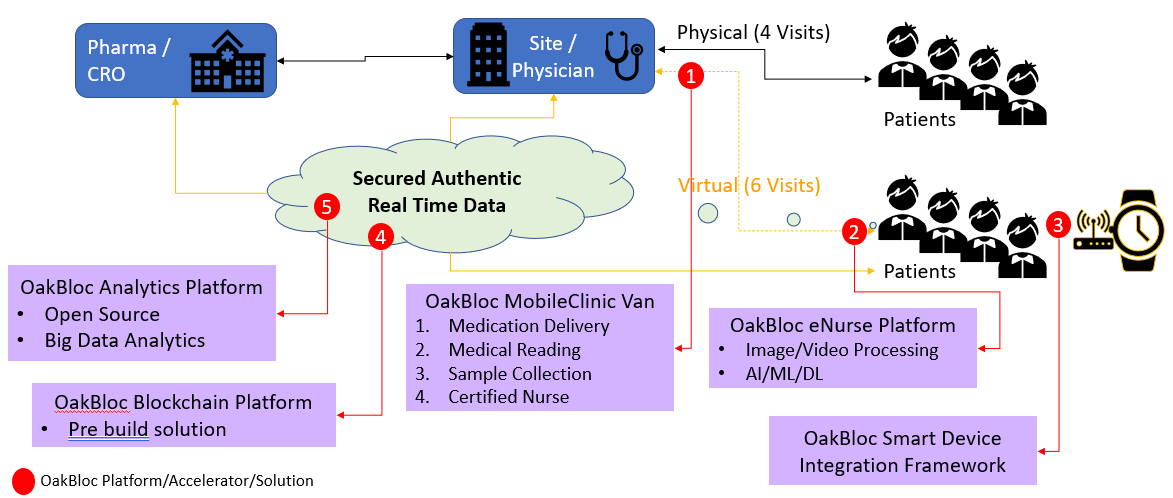 Pharma /
CRO
Site /
Physician
Physical (4 Visits)
1
Patients
Secured Authentic
Real Time Data
Virtual (6 Visits)
5
4
2
3
Patients
OakBloc Analytics Platform
• Open Source
• Big Data Analytics
OakBloc MobileClinic Van
1. Medication Delivery
2. Medical Reading
3. Sample Collection
4. Certified Nurse
OakBloc eNurse Platform
• Image/Video Processing
• AI/ML/DL
OakBloc Blockchain Platform
• Pre build solution
OakBloc Smart Device
Integration Framework
OakBloc Platform/Accelerator/Solution